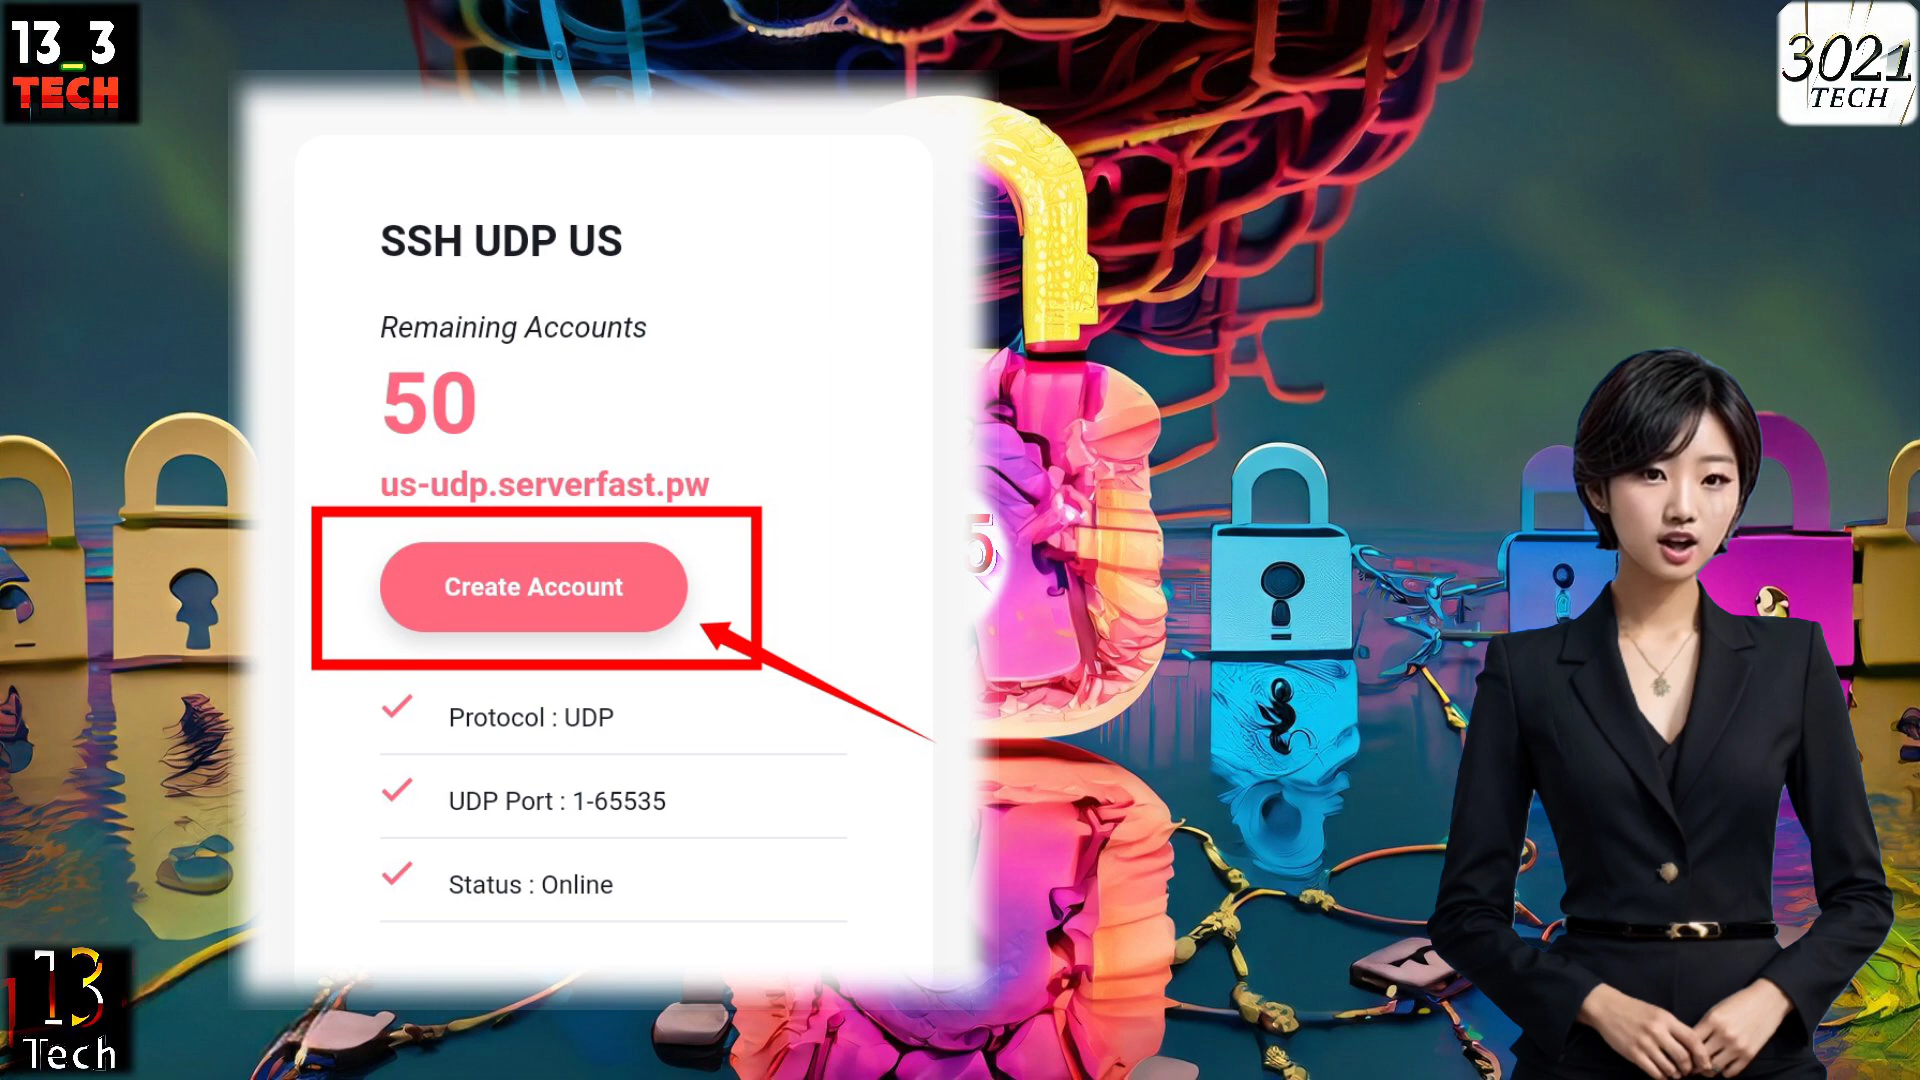 13_3
TECH
3021
TECH
SSH UDP US
Remaining Accounts
50
us-udp.serverfast.pw
Create Account
Protocol : UDP
UDP Port : 1-65535
Status : Online
5
13
Tech